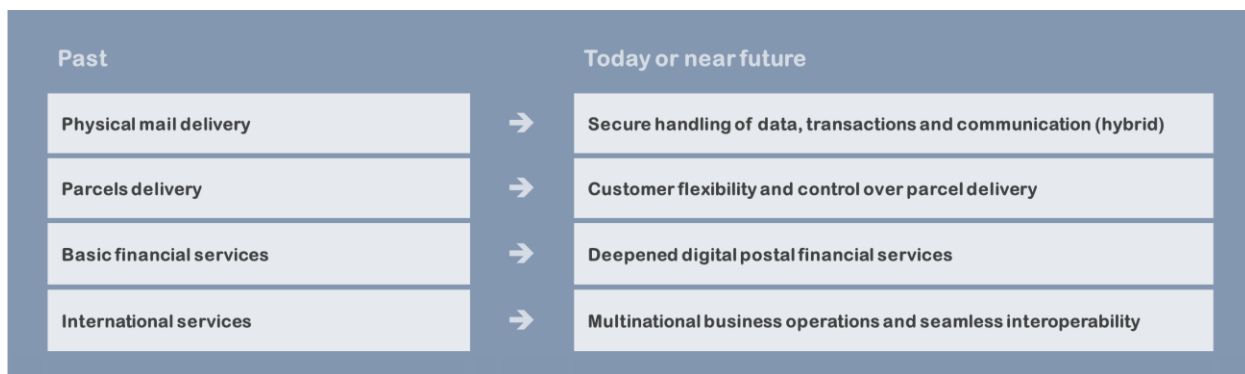 Past
Today or near future
Physical mail delivery
Secure handling of data, transactions and communication (hybrid)
Parcels delivery
Customer flexibility and control over parcel delivery
Basic financial services
Deepened digital postal financial services
International services
Multinational business operations and seamless interoperability